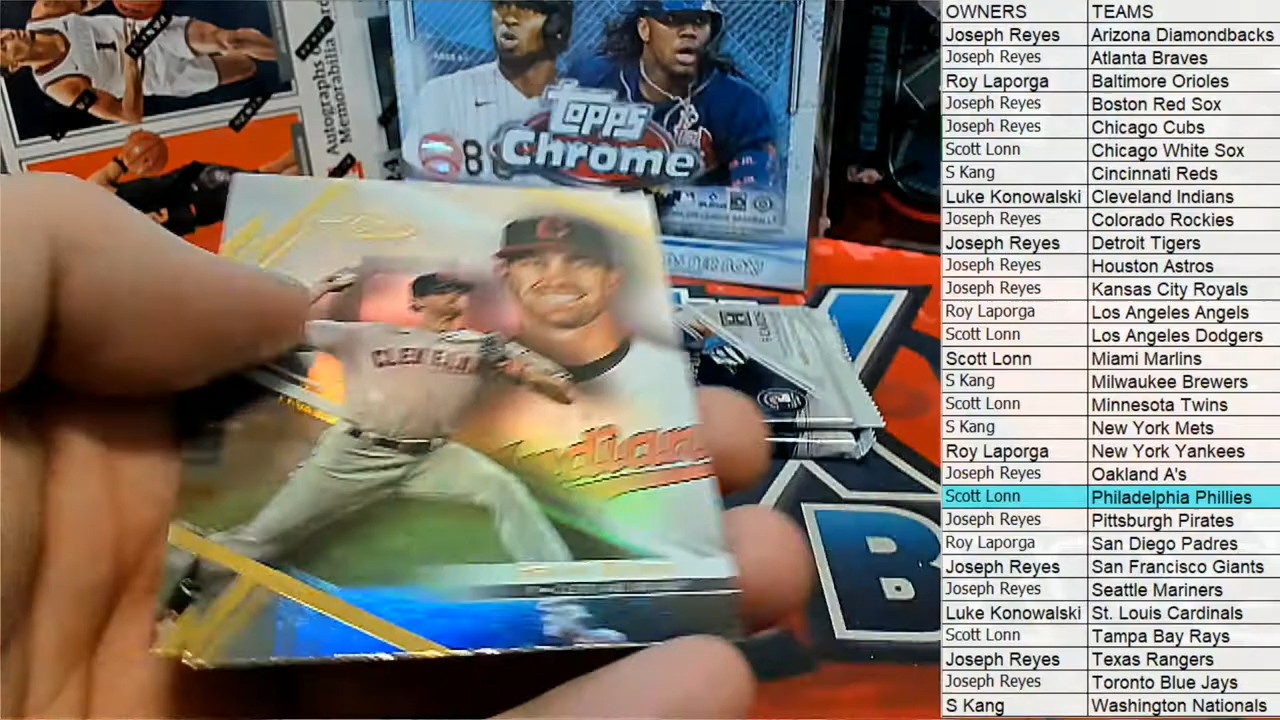 OWNERS TEAMS
Joseph Reyes Arizona Diamondbacks
Joseph Reyes Atlanta Braves
Roy Laporga Baltimore Orioles
Joseph Reyes Boston Red Sox
Joseph Reyes Chicago Cubs
Scott Lonn Chicago White Sox
S Kang Cincinnati Reds
Luke Konowalski Cleveland Indians
Joseph Reyes Colorado Rockies
Joseph Reyes Detroit Tigers
Joseph Reyes Houston Astros
Joseph Reyes Kansas City Royals
Roy Laporga Los Angeles Angels
Scott Lonn Los Angeles Dodgers
Scott Lonn Miami Marlins
S Kang Milwaukee Brewers
Scott Lonn Minnesota Twins
S Kang New York Mets
Roy Laporga New York Yankees
Joseph Reyes Oakland A's
Scott Lonn Philadelphia Phillies
Joseph Reyes Pittsburgh Pirates
Roy Laporga San Diego Padres
Joseph Reyes San Francisco Giants
Joseph Reyes Seattle Mariners
Luke Konowalski St. Louis Cardinals
Scott Lonn Tampa Bay Rays
Joseph Reyes Texas Rangers
Joseph Reyes Toronto Blue Jays
S Kang Washington Nationals
Autographs
Memorabilia
Topps
Chrome
8
1
Indians
B